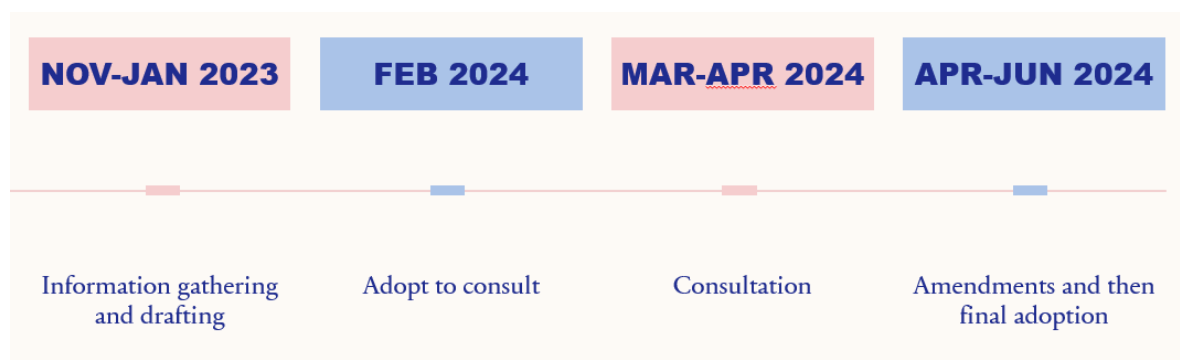 NOV-JAN 2023
FEB 2024
MAR-APR 2024
APR-JUN 2024
Information gathering
and drafting
Adopt to consult
Consultation
Amendments and then
final adoption